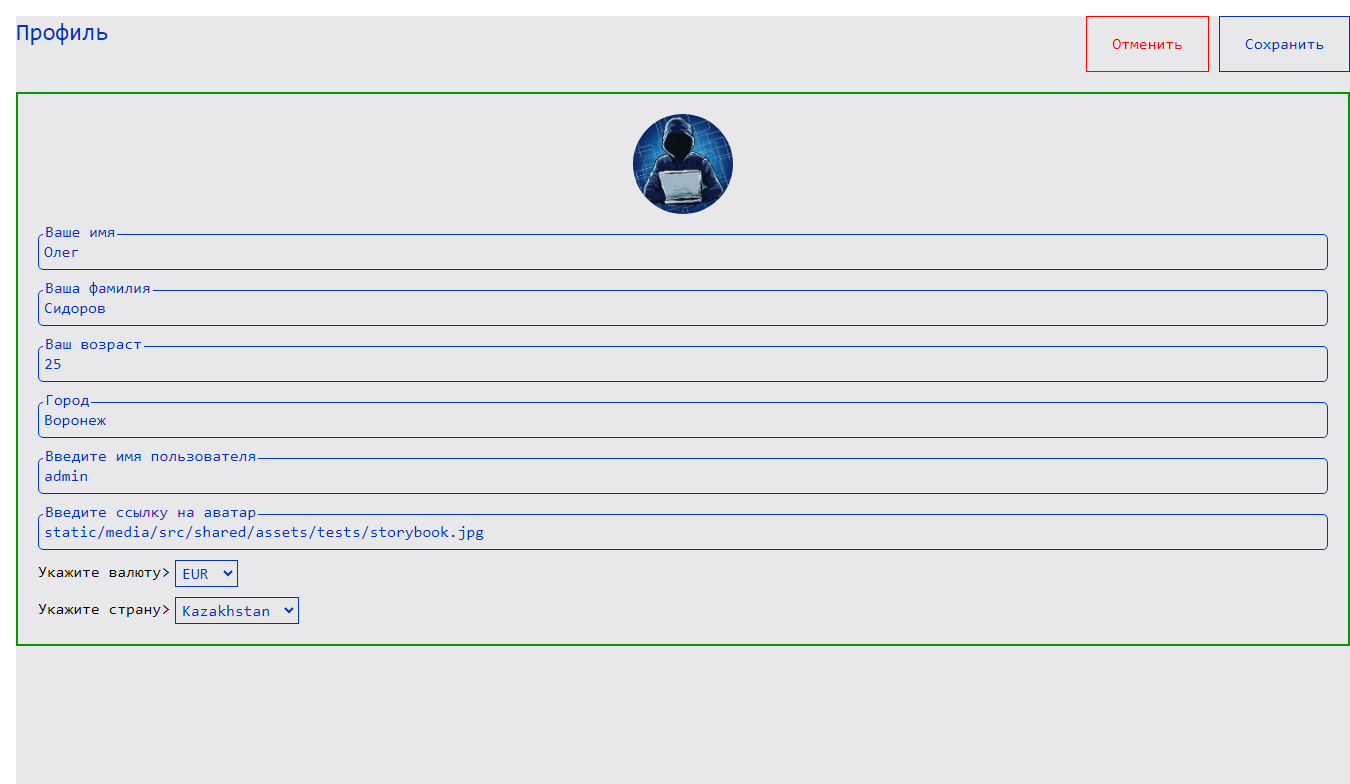 Профиль
Отменить
Сохранить
Ваше имя
Олег
Ваша фамилия
Сидоров
Ваш возраст
25
Город
Воронеж
Введите имя пользователя
admin
Введите ссылку на аватар
static/media/src/shared/assets/tests/storybook.jpg
Укажите валюту> EUR
Укажите страну> Kazakhstan